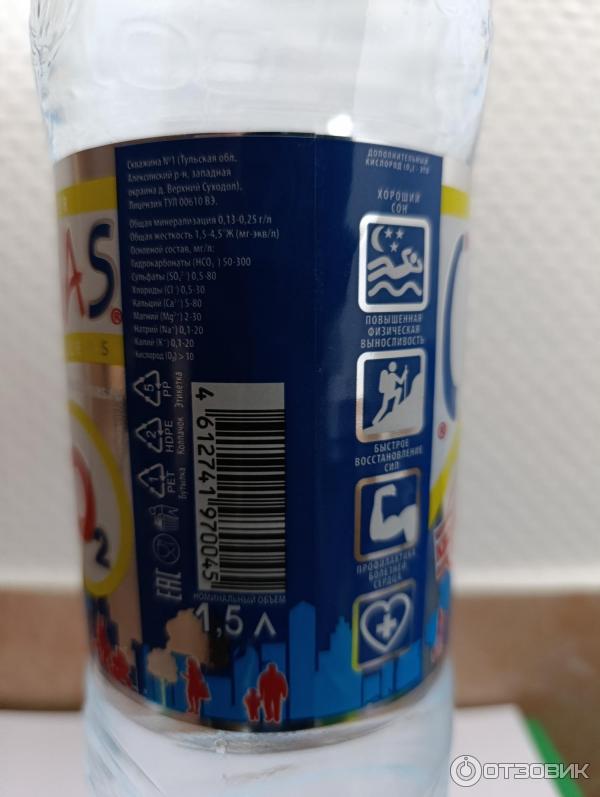 Скважина №1 (Тульская обл,
Алексинский р-н, западная
окраина д. Верхний Суходол),
Лицензия ТУЛ 00610 ВЭ.
Общая минерализация 0,13-0,25 г/л
Общая жесткость 1,5-4,5°Ж (мг-экв/л)
Основной состав, мг/л:
Гидрокарбонаты (HCO₃⁻) 50-300
Сульфаты (SO₄²⁻) 0,5-80
Хлориды (Cl⁻) 0,5-30
Кальций (Ca²⁺) 5-80
Магний (Mg²⁺) 2-30
Натрий (Na⁺) 0,1-20
Калий (K⁺) 0,1-20
Кислород (O₂) > 10
5
PP
Этикетка
2
HDPE
Колпачок
1
PET
Бутылка
EAC
4 612741 970045
НОМИНАЛЬНЫЙ ОБЪЕМ
1,5 Л
ДОПОЛНИТЕЛЬНЫЙ
КИСЛОРОД
ХОРОШИЙ
СОН
ПОВЫШЕННАЯ
ФИЗИЧЕСКАЯ
ВЫНОСЛИВОСТЬ
БЫСТРОЕ
ВОССТАНОВЛЕНИЕ
СИЛ
ПРОФИЛАКТИКА
БОЛЕЗНЕЙ
СЕРДЦА
AS®
O₂
®
ОТЗОВИК